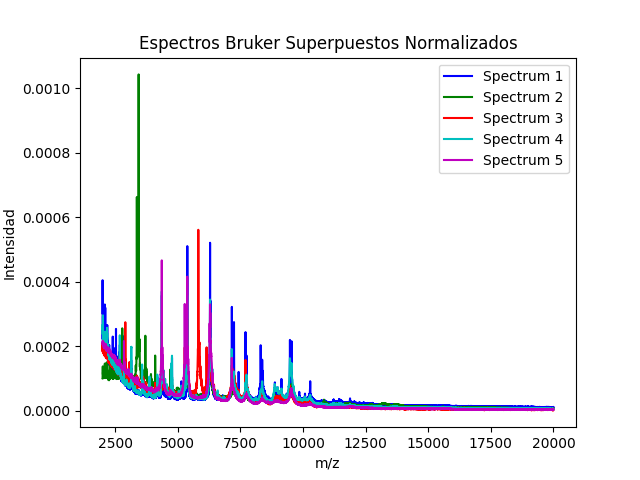 Espectros Bruker Superpuestos Normalizados
Intensidad
0.0010
0.0008
0.0006
0.0004
0.0002
0.0000
Spectrum 1
Spectrum 2
Spectrum 3
Spectrum 4
Spectrum 5
2500 5000 7500 10000 12500 15000 17500 20000
m/z